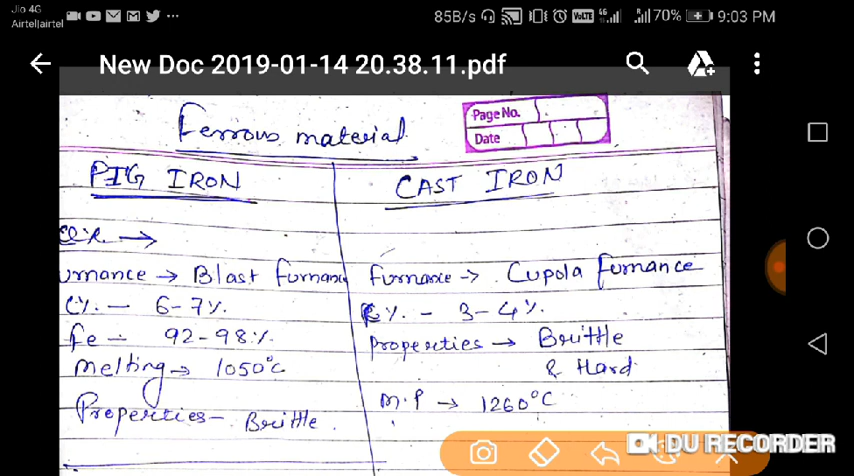 Jio 4G
Airtel|airtel
85B/s 4G VOLTE R 70% 9:03 PM
New Doc 2019-01-14 20.38.11.pdf
Page No.
Date
Ferrous material
PIG IRON
CAST IRON
urnance → Blast furnance
C%. – 6-7%.
fe – 92-98%.
Melting → 1050°C
Properties – Brittle.
furnance → Cupola furnance
C%. – 3-4%.
properties → Brittle
& Hard
M.P → 1260°C
DU RECORDER